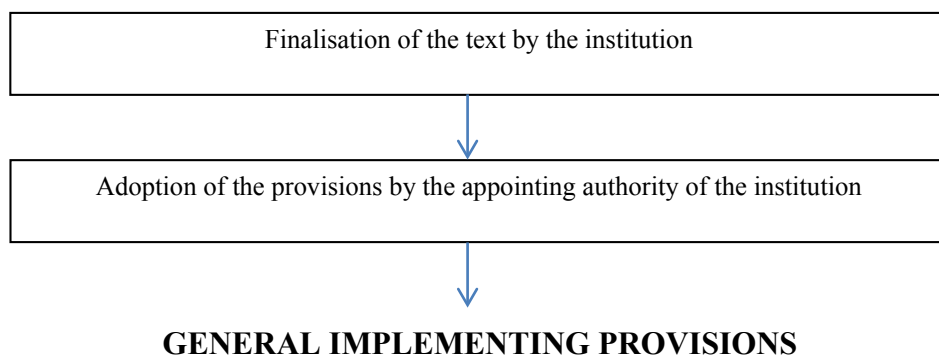 Finalisation of the text by the institution
Adoption of the provisions by the appointing authority of the institution
GENERAL IMPLEMENTING PROVISIONS